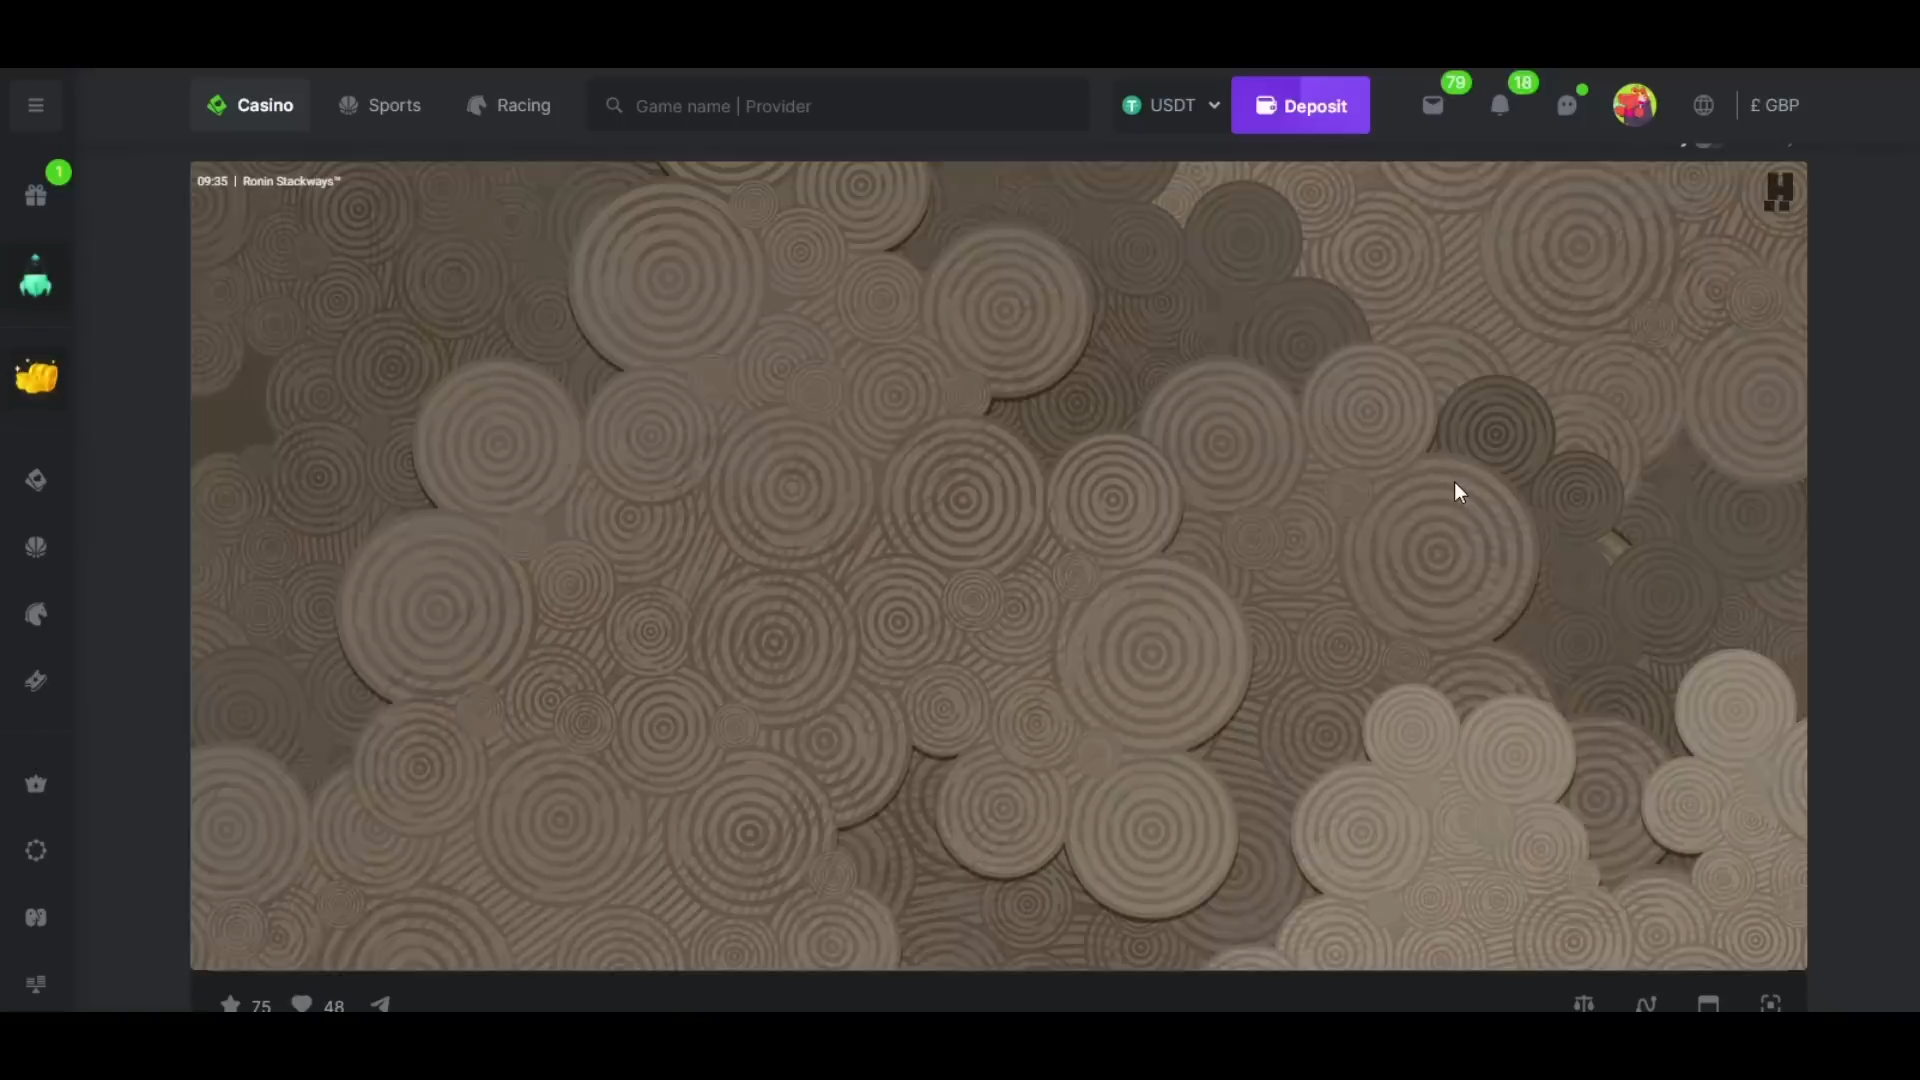 Casino
Sports
Racing
Game name | Provider
USDT
Deposit
79
18
£ GBP
1
09:35 | Ronin Stackways™
75
48